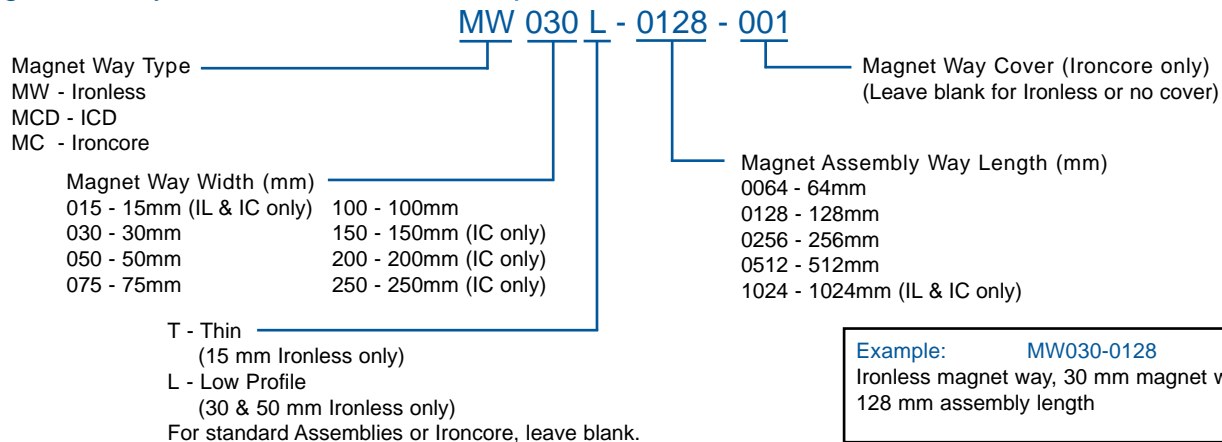 MW 030 L - 0128 - 001
Magnet Way Type
MW - Ironless
MCD - ICD
MC - Ironcore
Magnet Way Cover (Ironcore only)
(Leave blank for Ironless or no cover)
Magnet Way Width (mm)
015 - 15mm (IL & IC only) 100 - 100mm
030 - 30mm 150 - 150mm (IC only)
050 - 50mm 200 - 200mm (IC only)
075 - 75mm 250 - 250mm (IC only)
Magnet Assembly Way Length (mm)
0064 - 64mm
0128 - 128mm
0256 - 256mm
0512 - 512mm
1024 - 1024mm (IL & IC only)
T - Thin
(15 mm Ironless only)
L - Low Profile
(30 & 50 mm Ironless only)
For standard Assemblies or Ironcore, leave blank.
Example: MW030-0128
Ironless magnet way, 30 mm magnet
128 mm assembly length